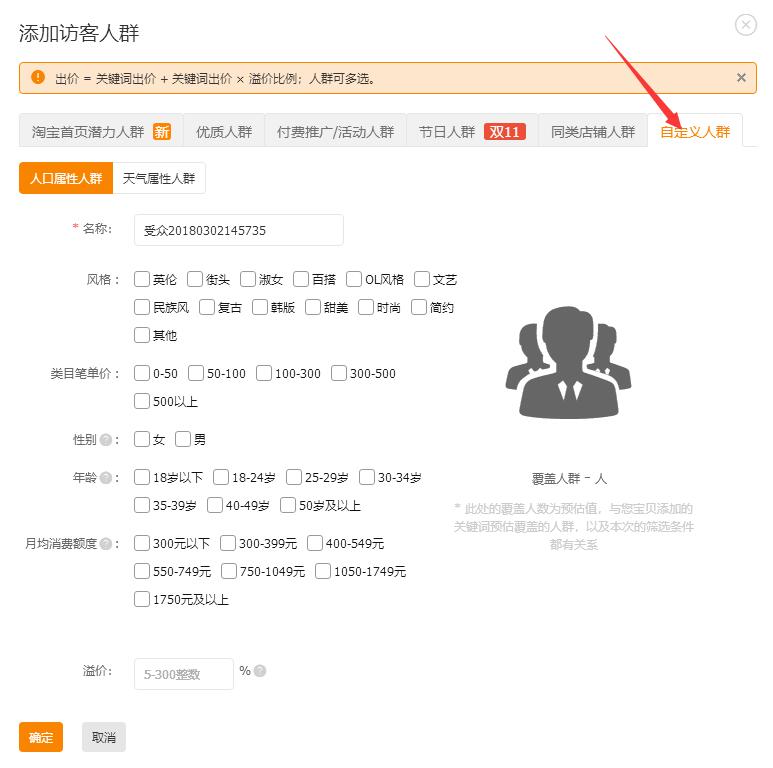 添加访客人群
出价 = 关键词出价 + 关键词出价 × 溢价比例；人群可多选。
淘宝首页潜力人群 新 优质人群 付费推广/活动人群 节日人群 双11 同类店铺人群 自定义人群
人口属性人群 天气属性人群
* 名称: 受众20180302145735
风格 : 英伦 街头 淑女 百搭 OL风格 文艺
民族风 复古 韩版 甜美 时尚 简约
其他
类目笔单价 : 0-50 50-100 100-300 300-500
500以上
性别 ? : 女 男
年龄 ? : 18岁以下 18-24岁 25-29岁 30-34岁
35-39岁 40-49岁 50岁及以上
月均消费额度 ? : 300元以下 300-399元 400-549元
550-749元 750-1049元 1050-1749元
1750元及以上
覆盖人群 - 人
* 此处的覆盖人数为预估值，与您宝贝添加的
关键词预估覆盖的人群，以及本次的筛选条件
都有关系
溢价: 5-300整数 % ?
确定 取消